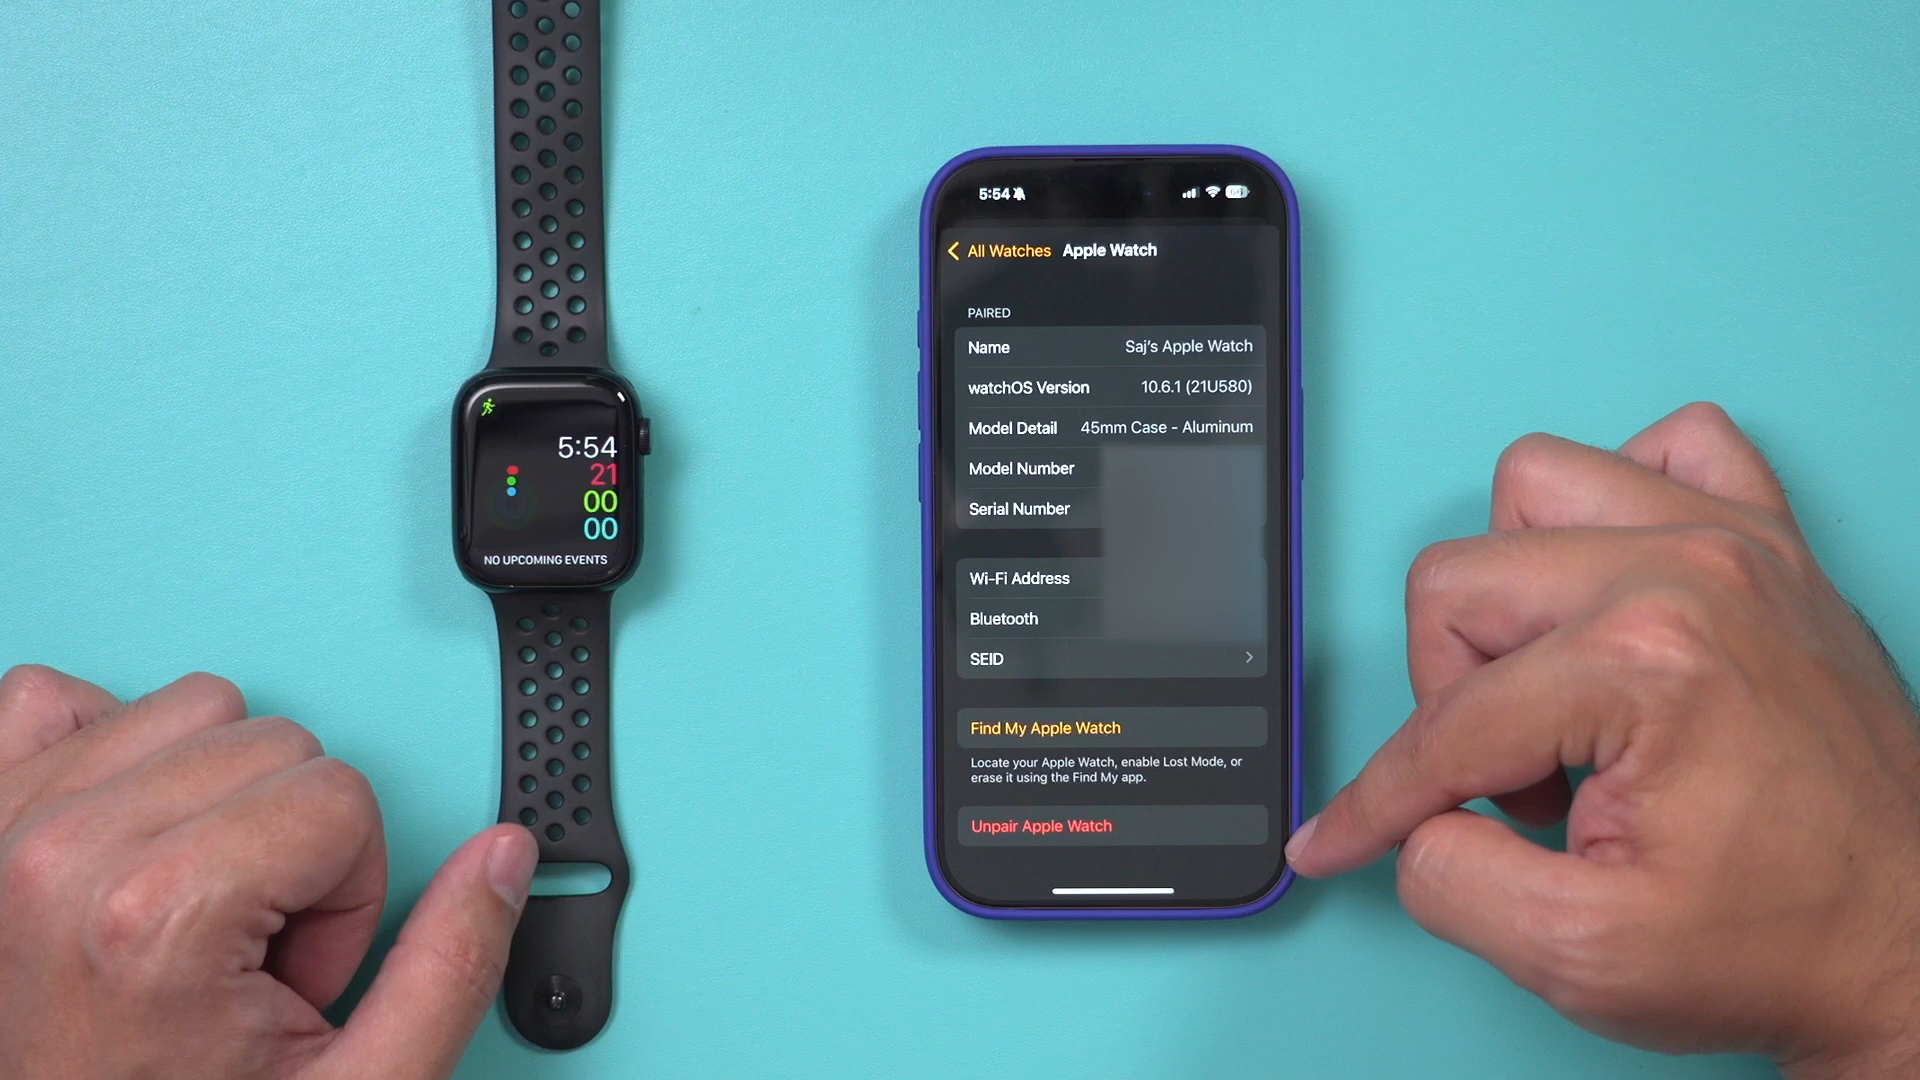 5:54
21
00
00
NO UPCOMING EVENTS
5:54
All Watches Apple Watch
PAIRED
Name Saj's Apple Watch
watchOS Version 10.6.1 (21U580)
Model Detail 45mm Case - Aluminum
Model Number
Serial Number
Wi-Fi Address
Bluetooth
SEID
Find My Apple Watch
Locate your Apple Watch, enable Lost Mode, or
erase it using the Find My app.
Unpair Apple Watch